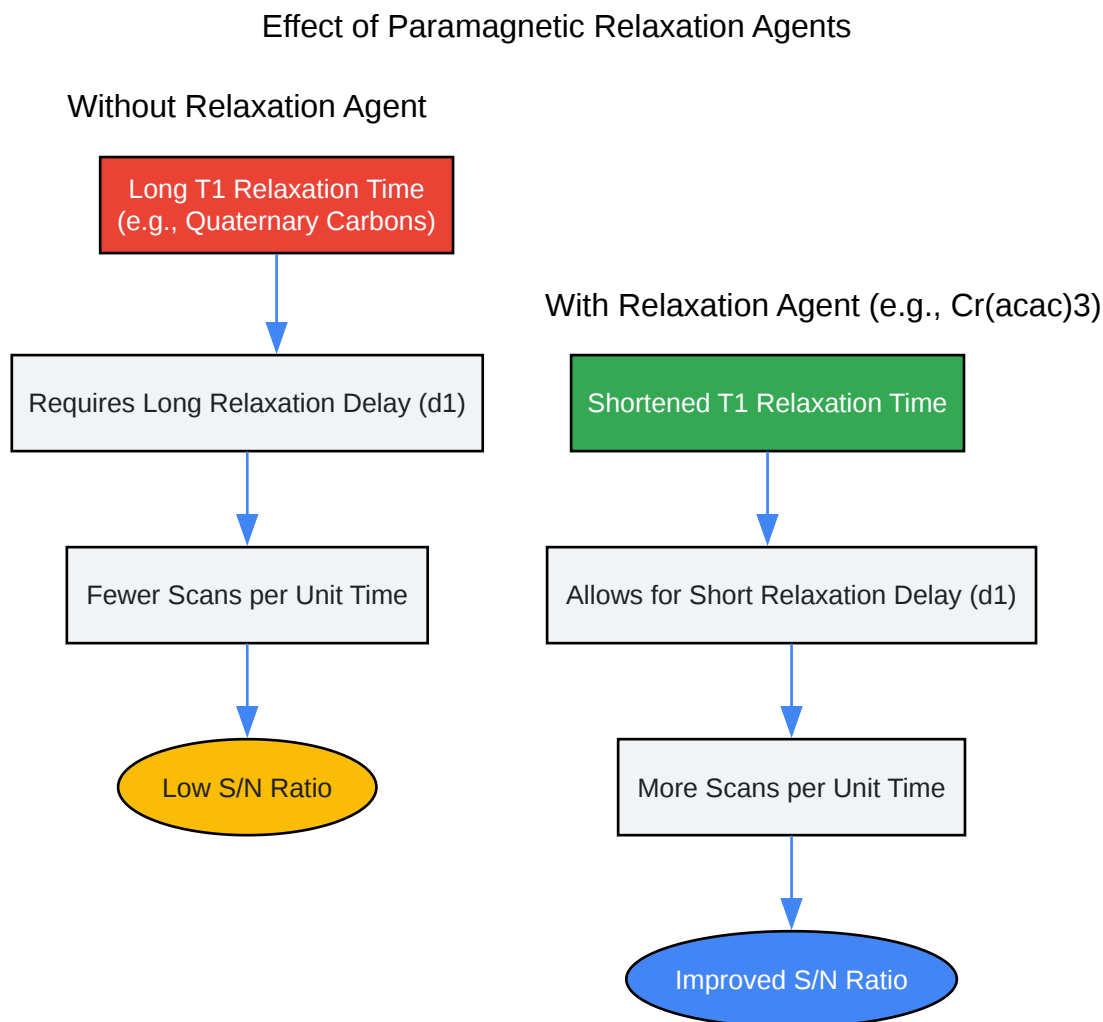 Effect of Paramagnetic Relaxation Agents
Without Relaxation Agent
Long T1 Relaxation Time
(e.g., Quaternary Carbons)
Requires Long Relaxation Delay (d1)
Fewer Scans per Unit Time
Low S/N Ratio
With Relaxation Agent (e.g., Cr(acac)3)
Shortened T1 Relaxation Time
Allows for Short Relaxation Delay (d1)
More Scans per Unit Time
Improved S/N Ratio